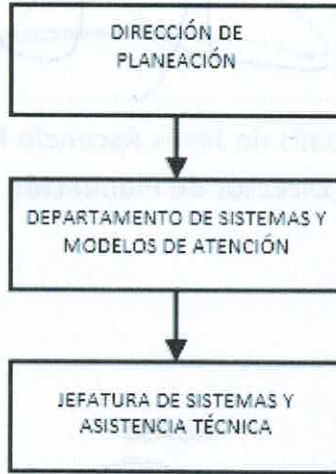 DIRECCIÓN DE
PLANEACIÓN
DEPARTAMENTO DE SISTEMAS Y
MODELOS DE ATENCIÓN
JEFATURA DE SISTEMAS Y
ASISTENCIA TÉCNICA